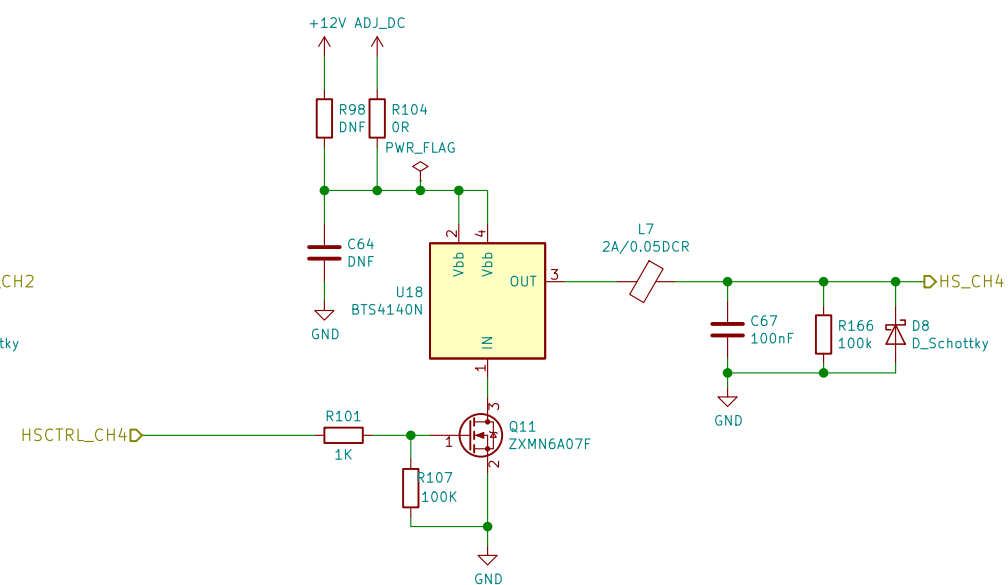 +12V ADJ_DC
R98
DNF
R104
0R
PWR_FLAG
C64
DNF
GND
2
4
Vbb
Vbb
OUT
3
U18
BTS4140N
IN
1
L7
2A/0.05DCR
HS_CH4
C67
100nF
R166
100k
D8
D_Schottky
GND
_CH2
tky
HSCTRL_CH4
R101
1K
1
3
2
Q11
ZXMN6A07F
R107
100K
GND